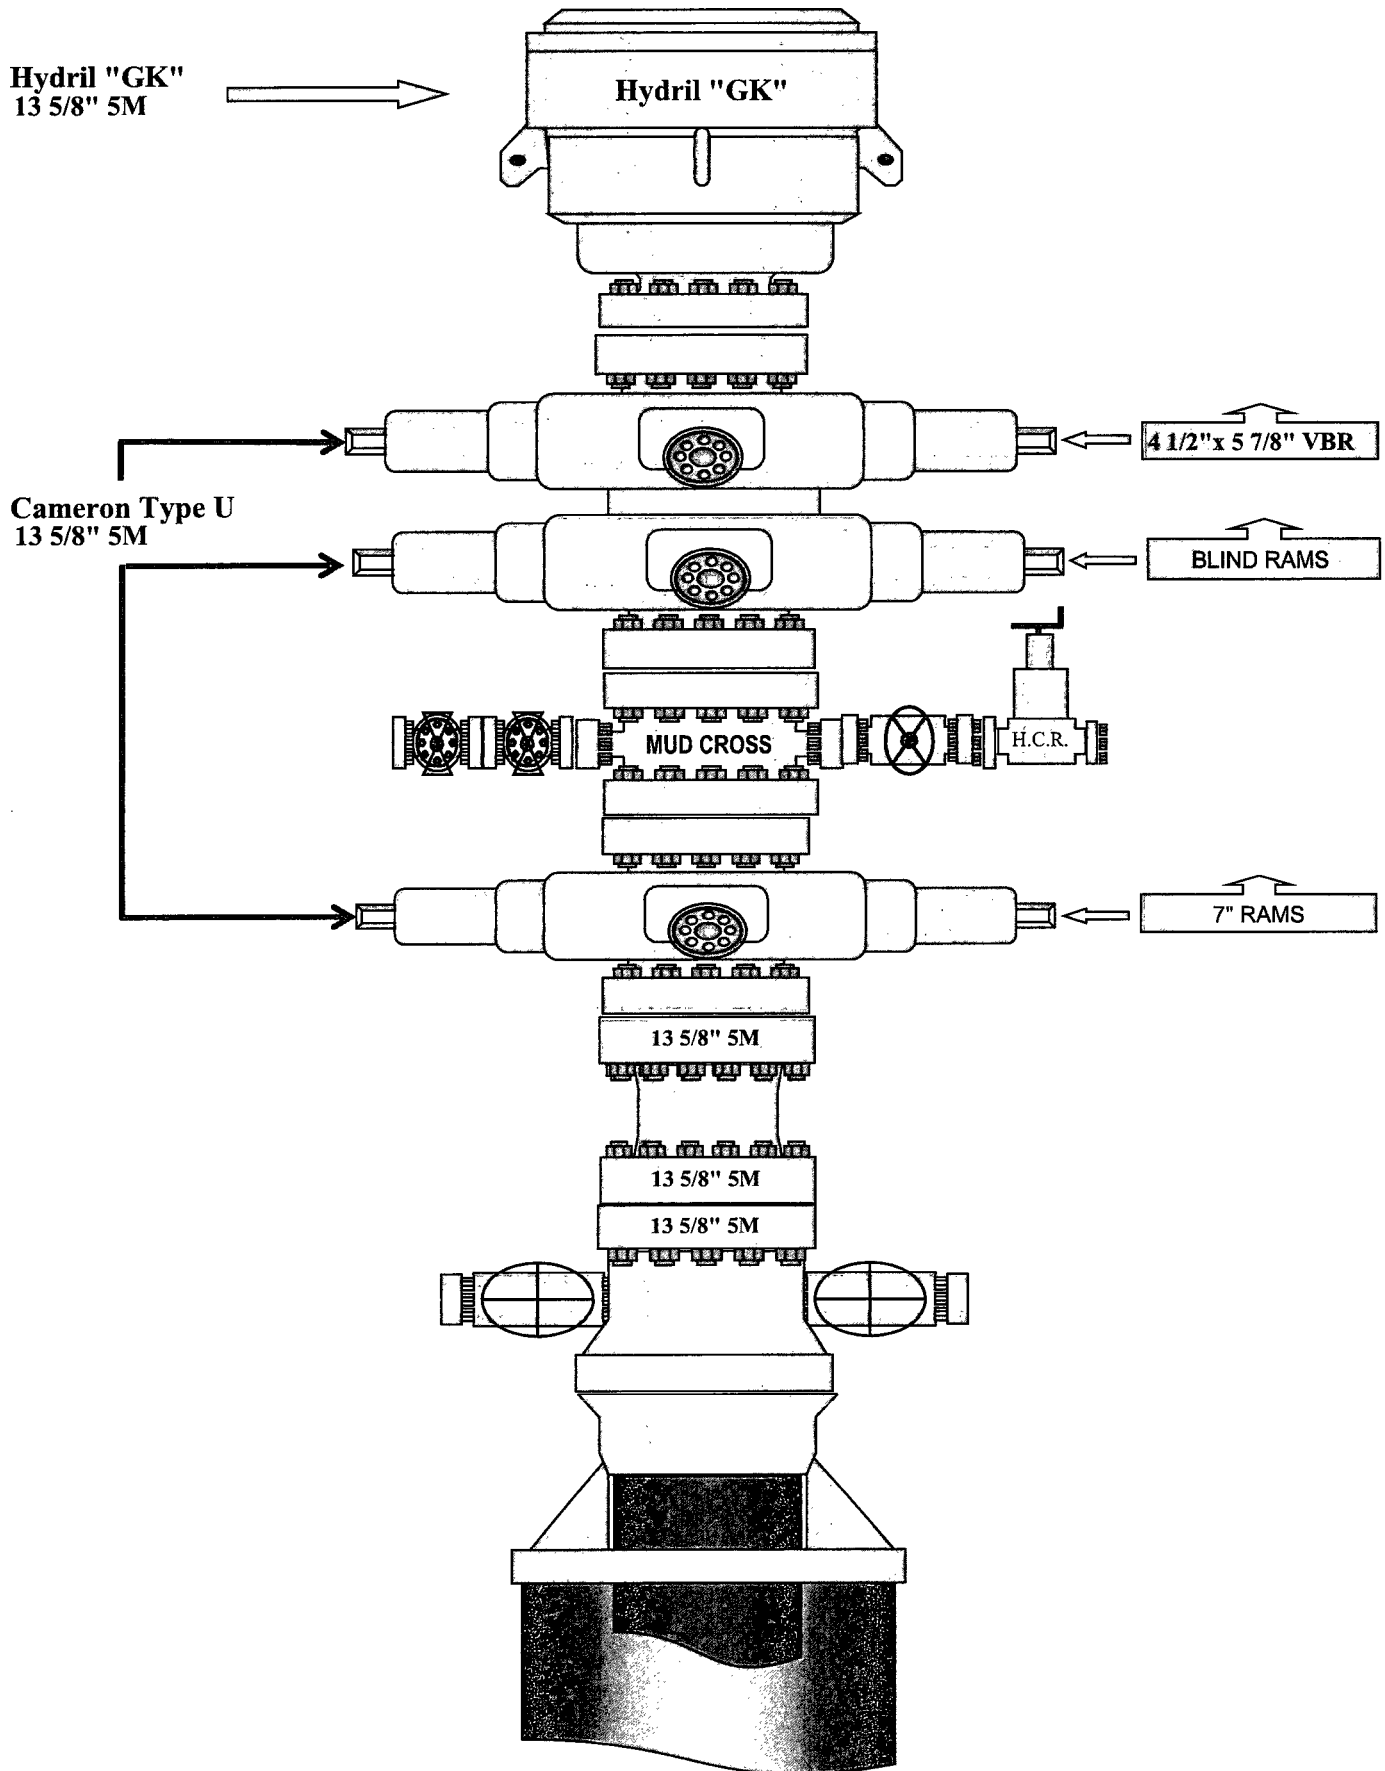 Hydril "GK"
13 5/8" 5M
Hydril "GK"
4 1/2"x 5 7/8" VBR
Cameron Type U
13 5/8" 5M
BLIND RAMS
H.C.R.
MUD CROSS
7" RAMS
13 5/8" 5M
13 5/8" 5M
13 5/8" 5M